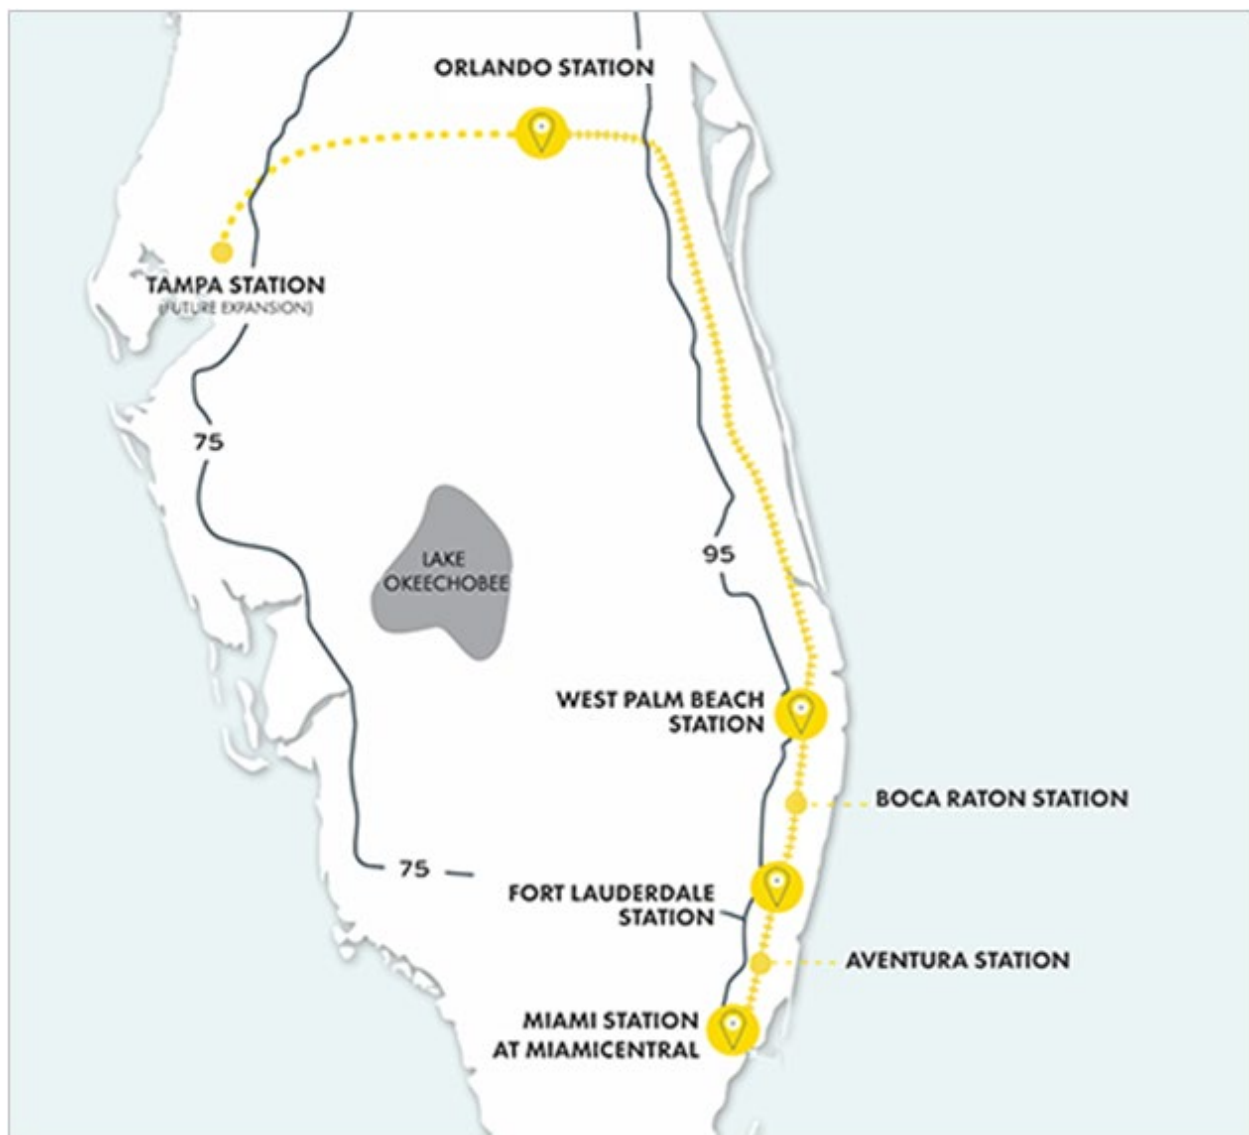 ORLANDO STATION
TAMPA STATION
(FUTURE EXPANSION)
75
LAKE
OKEECHOBEE
95
WEST PALM BEACH
STATION
BOCA RATON STATION
75
FORT LAUDERDALE
STATION
AVENTURA STATION
MIAMI STATION
AT MIAMICENTRAL